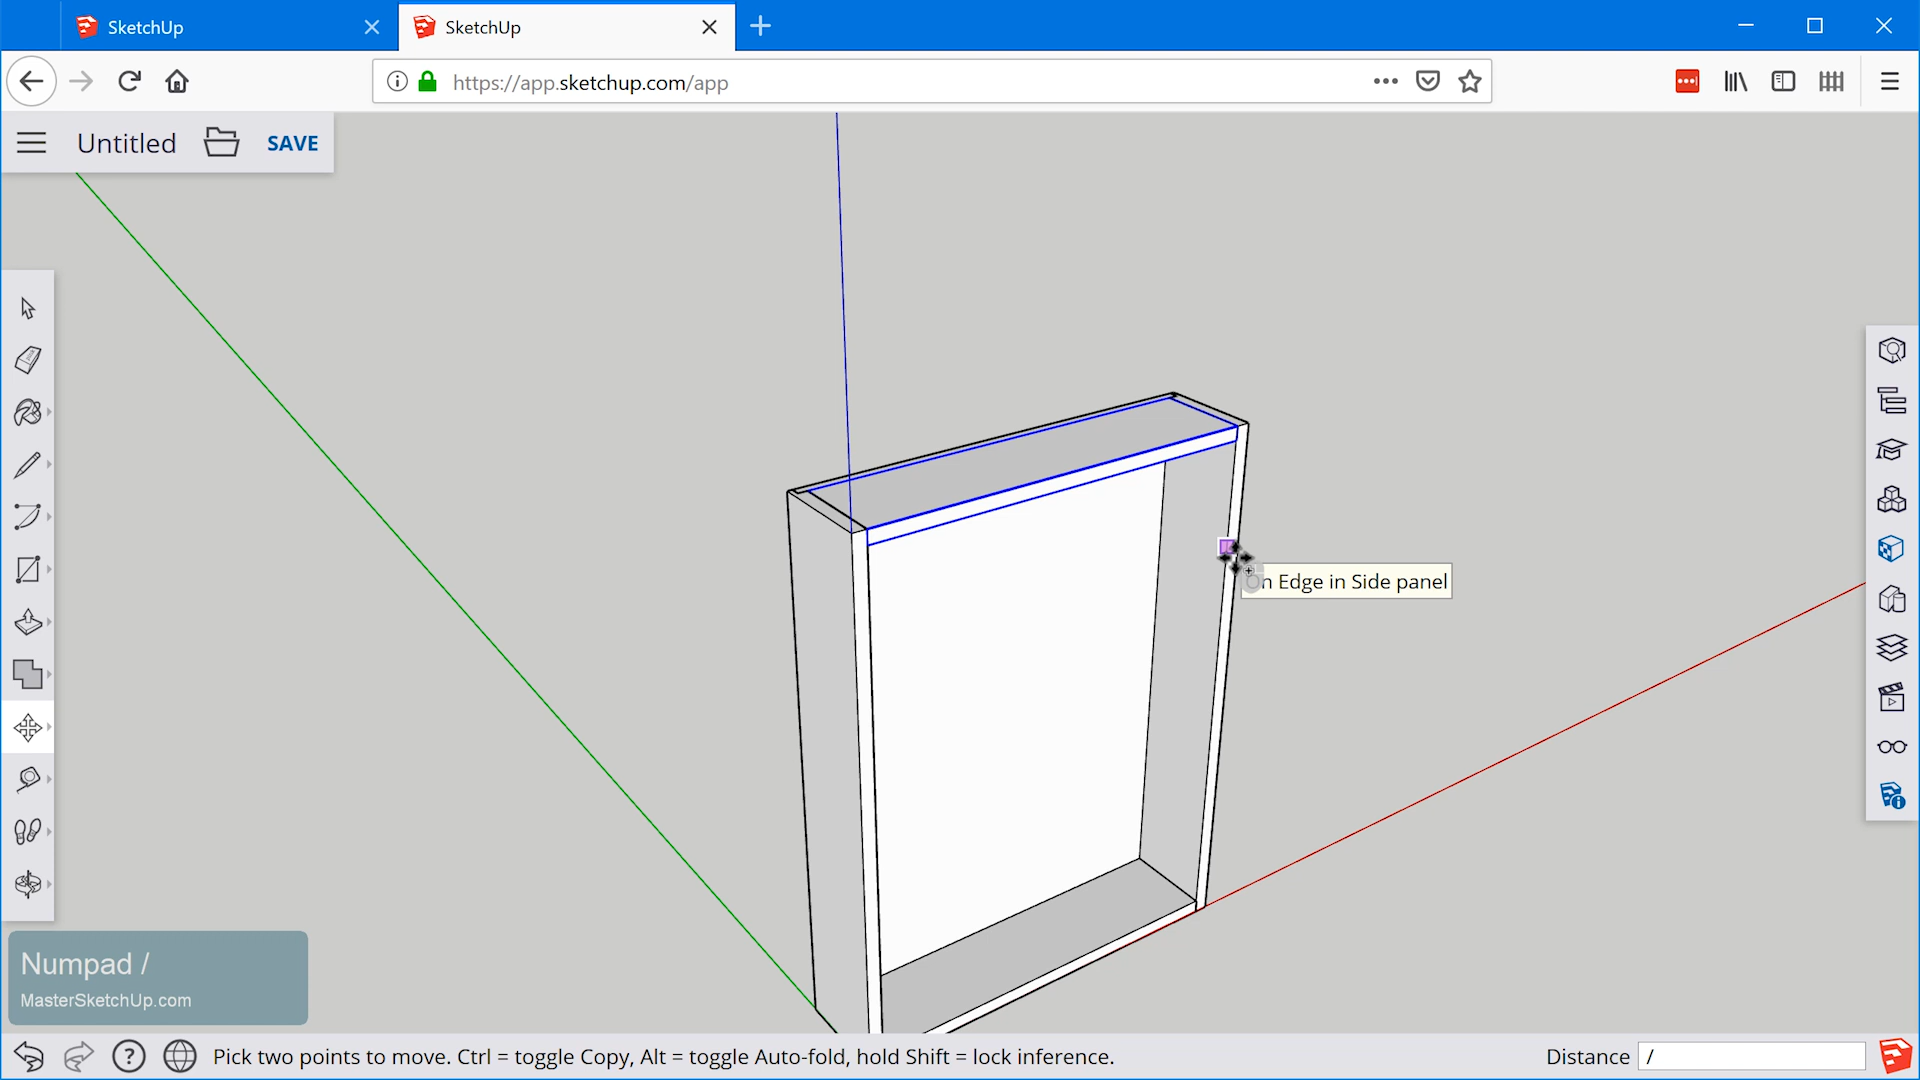 SketchUp
SketchUp
https://app.sketchup.com/app
Untitled
SAVE
On Edge in Side panel
Numpad /
MasterSketchUp.com
Pick two points to move. Ctrl = toggle Copy, Alt = toggle Auto-fold, hold Shift = lock inference.
Distance /